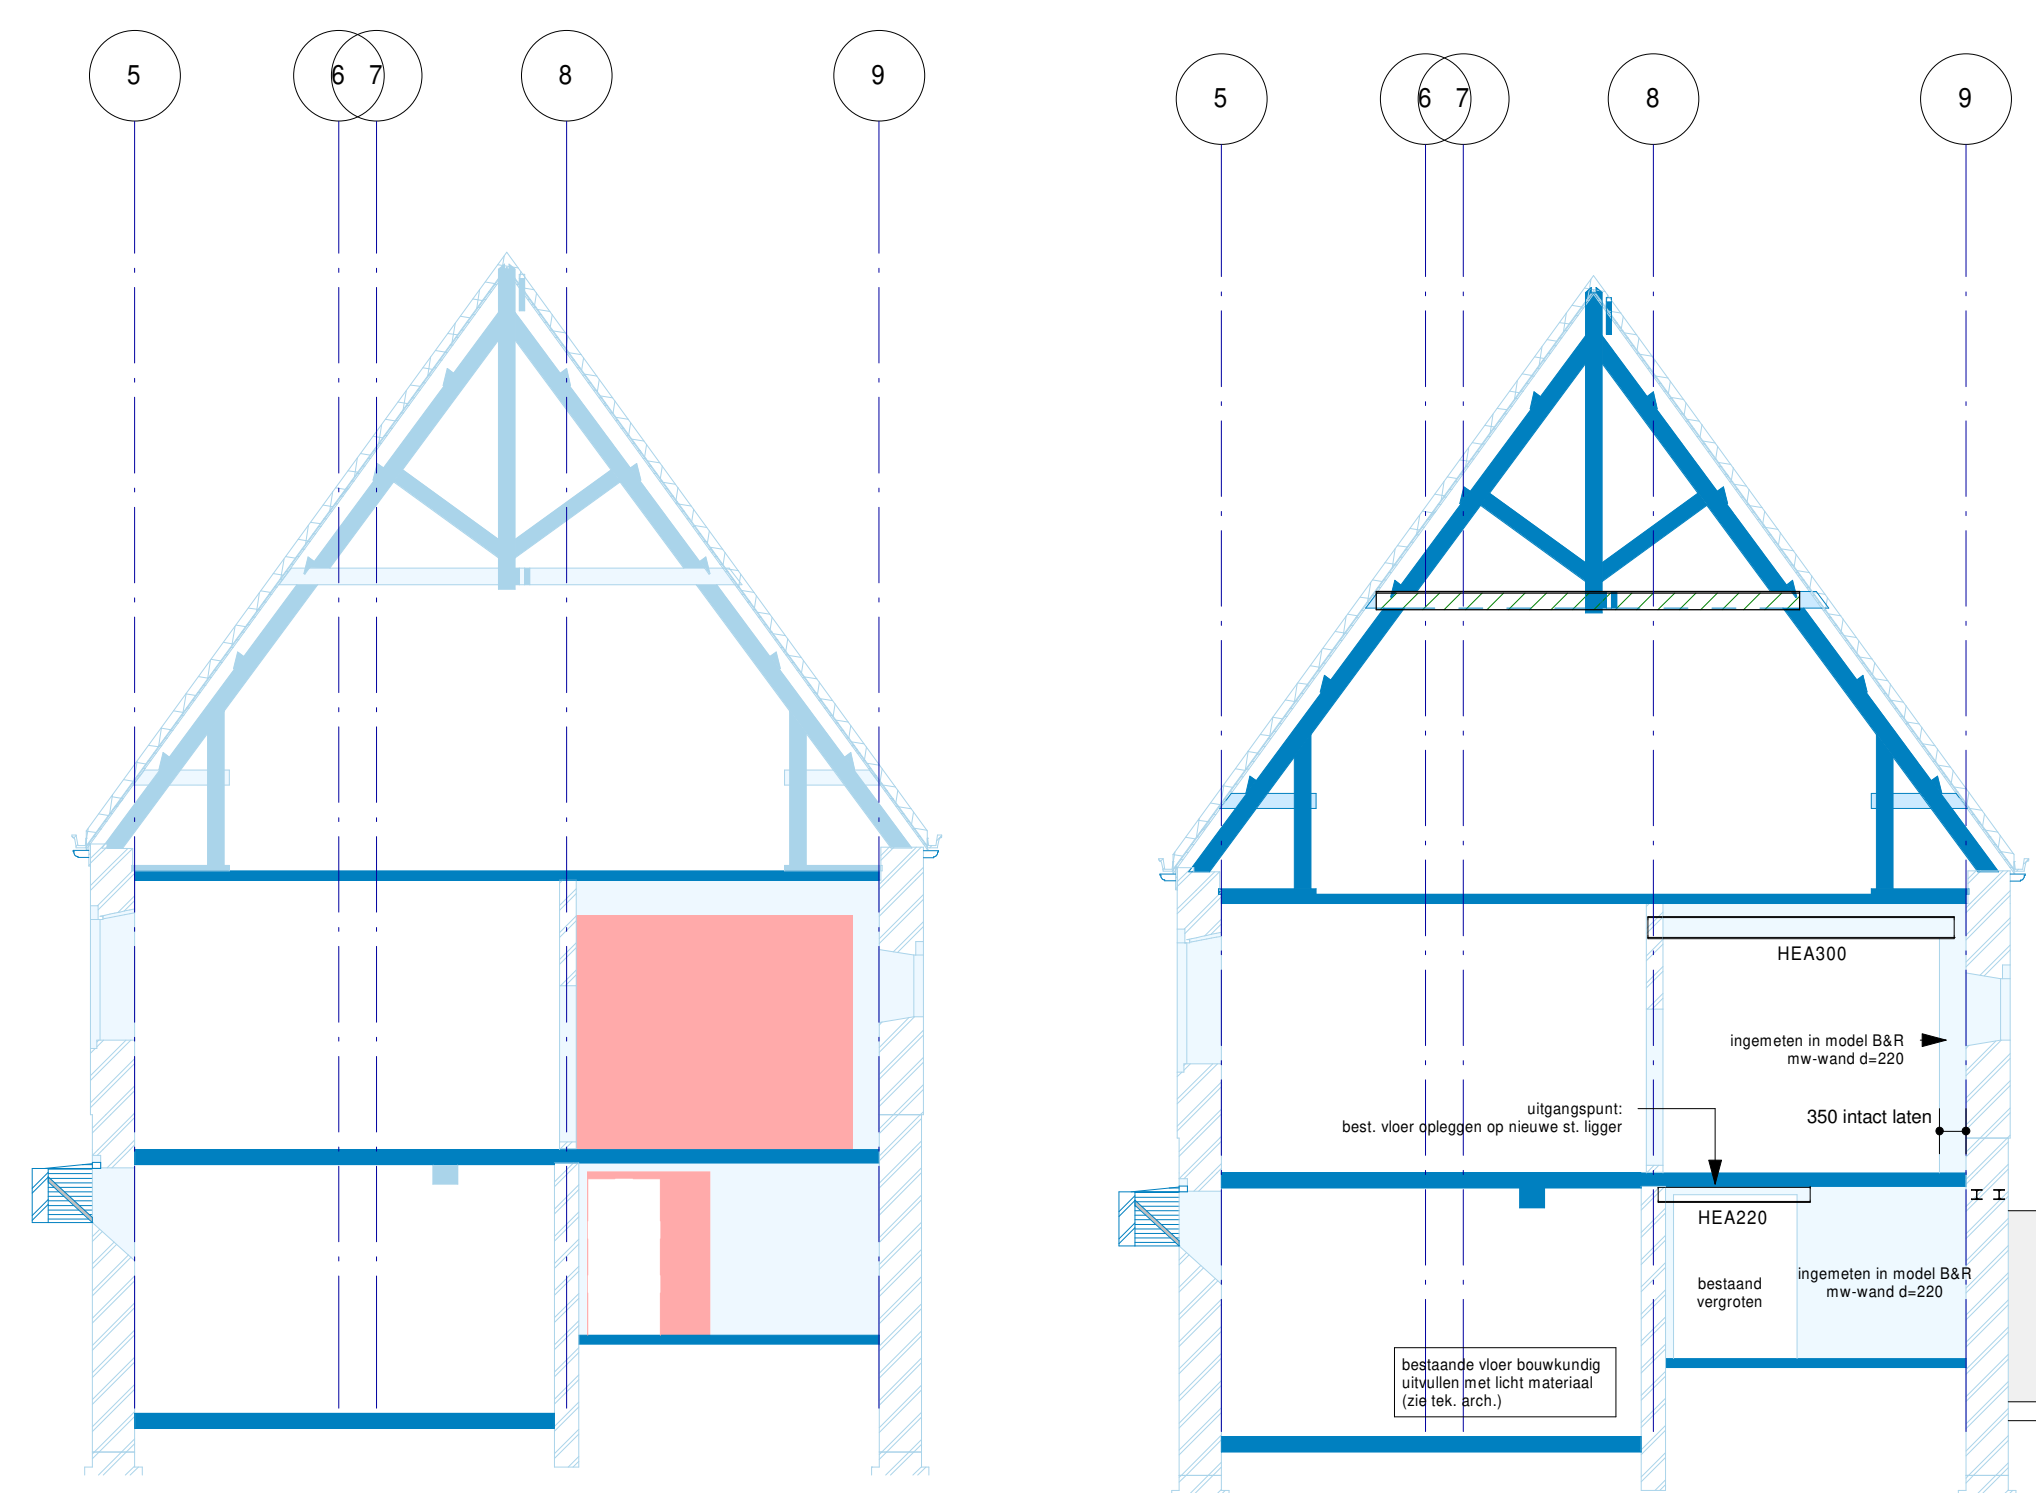 5
6
7
8
9
5
6
7
8
9
HEA300
ingemeten in model B&R
mw-wand d=220
uitgangspunt:
best. vloer opleggen op nieuwe st. ligger
350 intact laten
HEA220
ingemeten in model B&R
mw-wand d=220
bestaand
vergroten
bestaande vloer bouwkundig
uitvullen met licht materiaal
(zie tek. arch.)